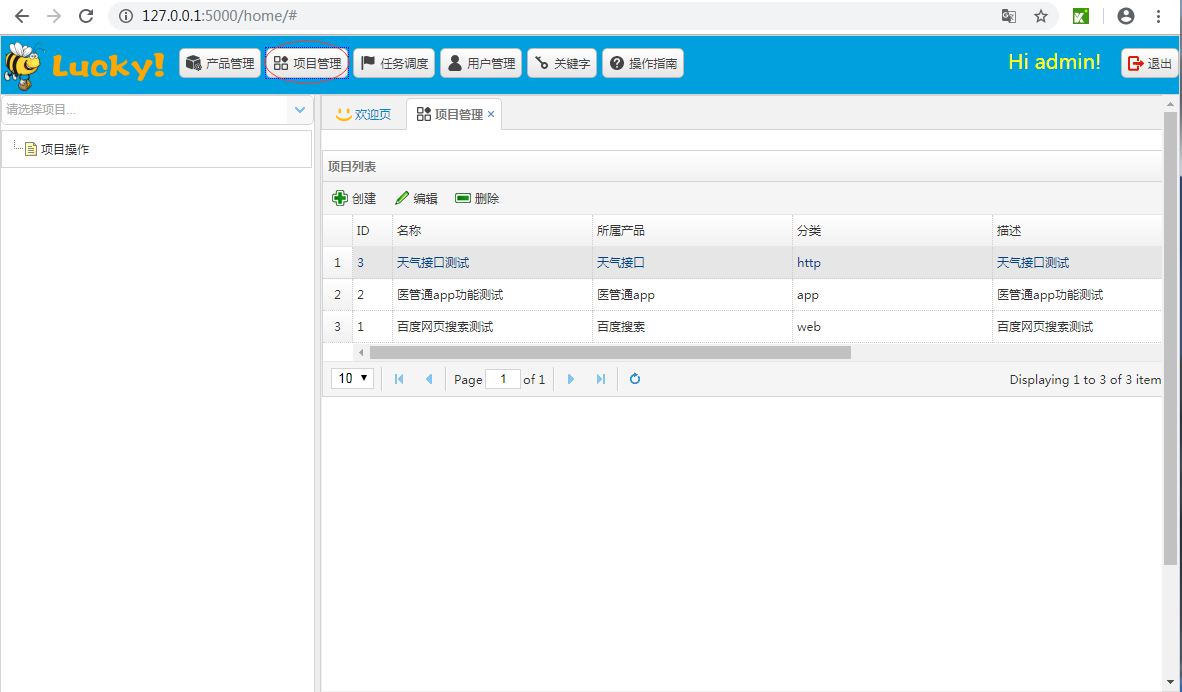 127.0.0.1:5000/home/#
Lucky! 产品管理 项目管理 任务调度 用户管理 关键字 操作指南 Hi admin! 退出
请选择项目... 欢迎页 项目管理 ×
项目操作
项目列表
创建 编辑 删除
ID 名称 所属产品 分类 描述
1 3 天气接口测试 天气接口 http 天气接口测试
2 2 医管通app功能测试 医管通app app 医管通app功能测试
3 1 百度网页搜索测试 百度搜索 web 百度网页搜索测试
10 Page 1 of 1 Displaying 1 to 3 of 3 item